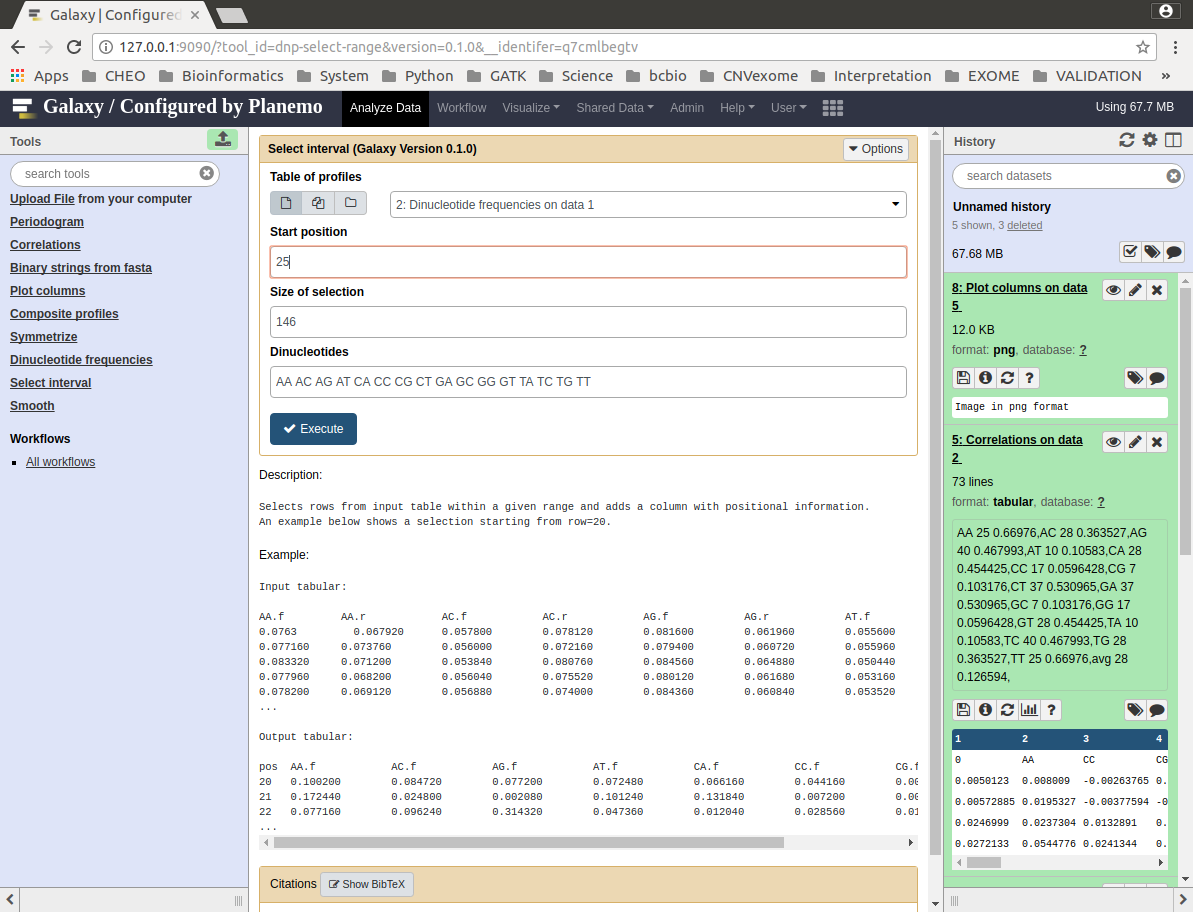 Galaxy | Configured
127.0.0.1:9090/?tool_id=dnp-select-range&version=0.1.0&__identifer=q7cmlbegtv
Apps CHEO Bioinformatics System Python GATK Science bcbio CNVexome Interpretation EXOME VALIDATION »
Galaxy / Configured by Planemo
Analyze Data Workflow Visualize Shared Data Admin Help User
Using 67.7 MB
Tools
search tools
Upload File from your computer
Periodogram
Correlations
Binary strings from fasta
Plot columns
Composite profiles
Symmetrize
Dinucleotide frequencies
Select interval
Smooth
Workflows
All workflows
Select interval (Galaxy Version 0.1.0)
Options
Table of profiles
2: Dinucleotide frequencies on data 1
Start position
25
Size of selection
146
Dinucleotides
AA AC AG AT CA CC CG CT GA GC GG GT TA TC TG TT
Execute
Description:
Selects rows from input table within a given range and adds a column with positional information.
An example below shows a selection starting from row=20.
Example:
Input tabular:
AA.f AA.r AC.f AC.r AG.f AG.r AT.f
0.0763 0.067920 0.057800 0.078120 0.081600 0.061960 0.055600
0.077160 0.073760 0.056000 0.072160 0.079400 0.060720 0.055960
0.083320 0.071200 0.053840 0.080760 0.084560 0.064880 0.050440
0.077960 0.068200 0.056040 0.075520 0.080120 0.061680 0.053160
0.078200 0.069120 0.056880 0.074000 0.084360 0.060840 0.053520
...
Output tabular:
pos AA.f AC.f AG.f AT.f CA.f CC.f CG.f
20 0.100200 0.084720 0.077200 0.072480 0.066160 0.044160 0.00
21 0.172440 0.024800 0.002080 0.101240 0.131840 0.007200 0.00
22 0.077160 0.096240 0.314320 0.047360 0.012040 0.028560 0.01
...
Citations
Show BibTeX
History
search datasets
Unnamed history
5 shown, 3 deleted
67.68 MB
8: Plot columns on data
5
12.0 KB
format: png, database: ?
?
Image in png format
5: Correlations on data
2
73 lines
format: tabular, database: ?
AA 25 0.66976,AC 28 0.363527,AG
40 0.467993,AT 10 0.10583,CA 28
0.454425,CC 17 0.0596428,CG 7
0.103176,CT 37 0.530965,GA 37
0.530965,GC 7 0.103176,GG 17
0.0596428,GT 28 0.454425,TA 10
0.10583,TC 40 0.467993,TG 28
0.363527,TT 25 0.66976,avg 28
0.126594,
?
1 2 3 4
0 AA CC CG
0.0050123 0.008009 -0.00263765 0.
0.00572885 0.0195327 -0.00377594 -0
0.0246999 0.0237304 0.0132891 0.
0.0272133 0.0544776 0.0241344 0.